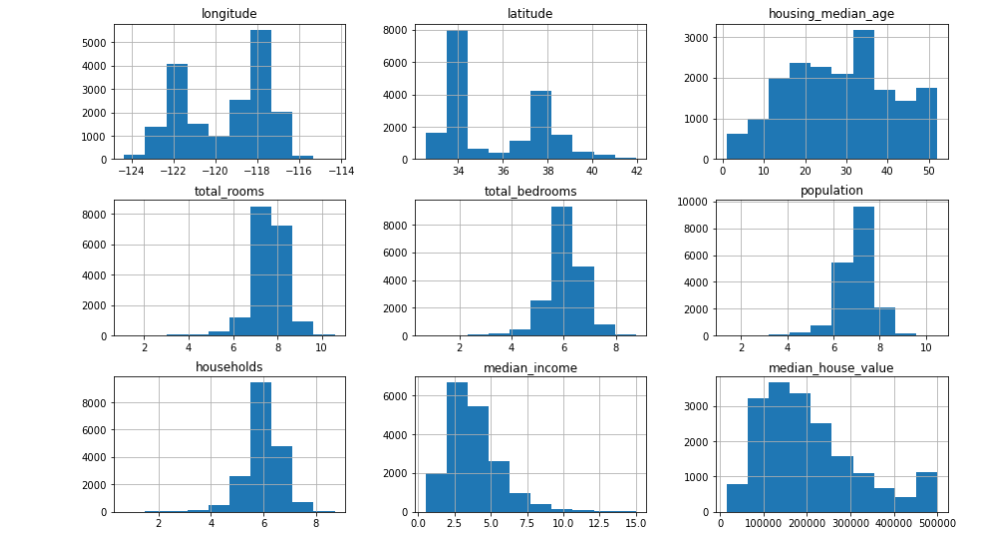 longitude
5000
4000
3000
2000
1000
0
−124 −122 −120 −118 −116 −114
latitude
8000
6000
4000
2000
0
34 36 38 40 42
housing_median_age
3000
2000
1000
0
0 10 20 30 40 50
total_rooms
8000
6000
4000
2000
0
2 4 6 8 10
total_bedrooms
8000
6000
4000
2000
0
2 4 6 8
population
10000
8000
6000
4000
2000
0
2 4 6 8 10
households
8000
6000
4000
2000
0
2 4 6 8
median_income
6000
4000
2000
0
0.0 2.5 5.0 7.5 10.0 12.5 15.0
median_house_value
3000
2000
1000
0
0 100000 200000 300000 400000 500000